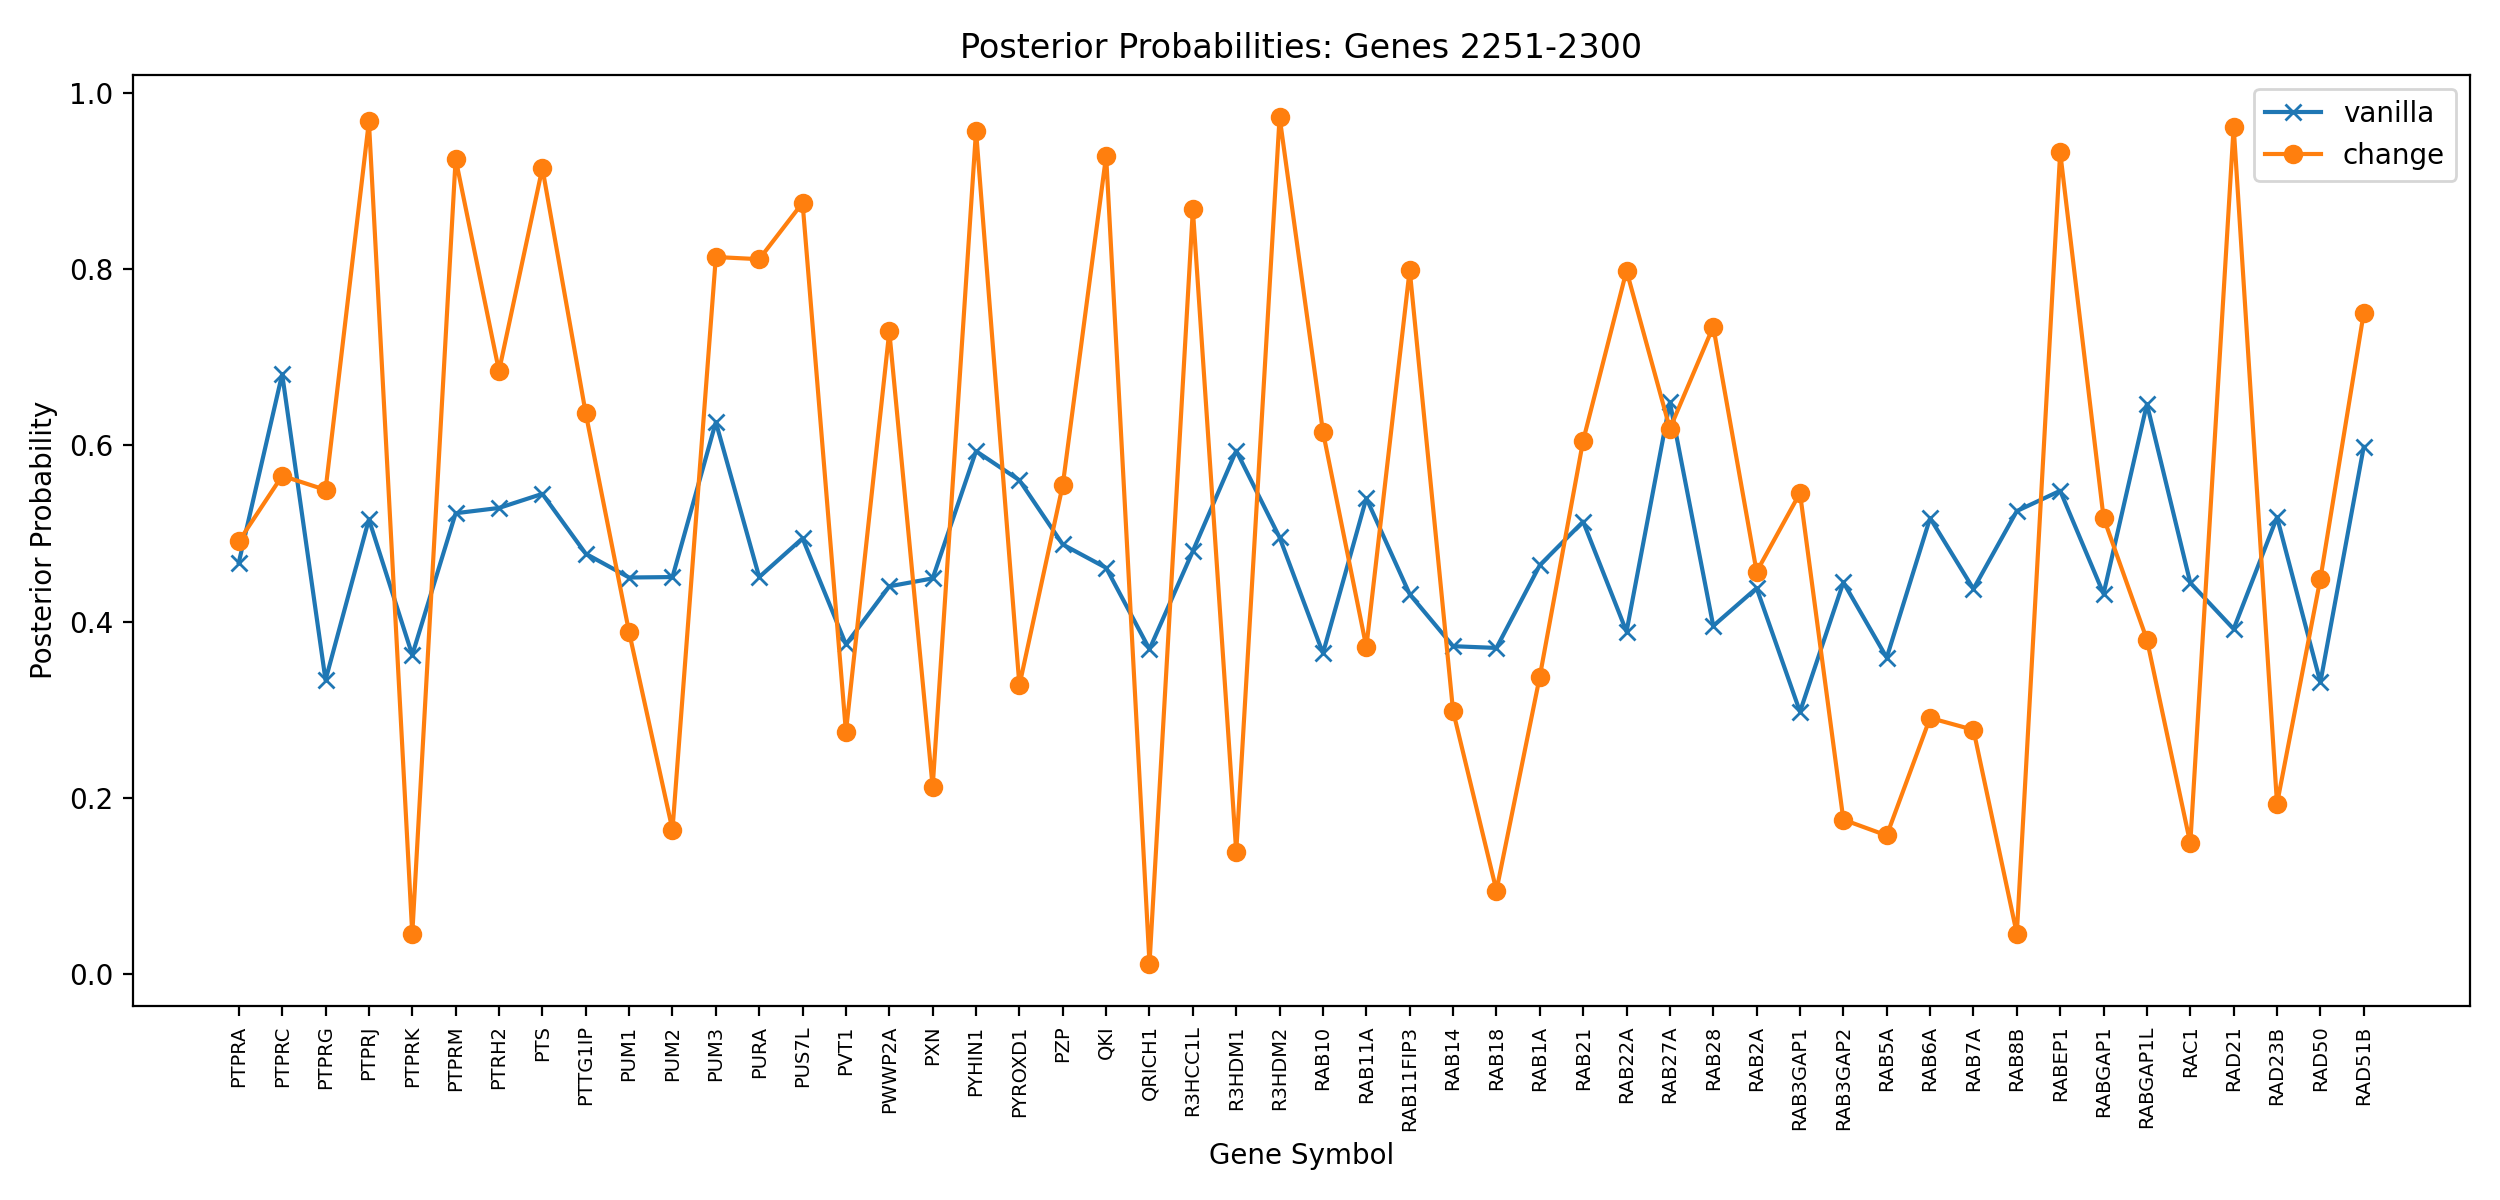 Posterior Probabilities: Genes 2251-2300
vanilla
change
Posterior Probability
1.0
0.8
0.6
0.4
0.2
0.0
PTPRA
PTPRC
PTPRG
PTPRJ
PTPRK
PTPRM
PTRH2
PTS
PTTG1IP
PUM1
PUM2
PUM3
PURA
PUS7L
PVT1
PWWP2A
PXN
PYHIN1
PYROXD1
PZP
QKI
QRICH1
R3HCC1L
R3HDM1
R3HDM2
RAB10
RAB11A
RAB11FIP3
RAB14
RAB18
RAB1A
RAB21
RAB22A
RAB27A
RAB28
RAB2A
RAB3GAP1
RAB3GAP2
RAB5A
RAB6A
RAB7A
RAB8B
RABEP1
RABGAP1
RABGAP1L
RAC1
RAD21
RAD23B
RAD50
RAD51B
Gene Symbol